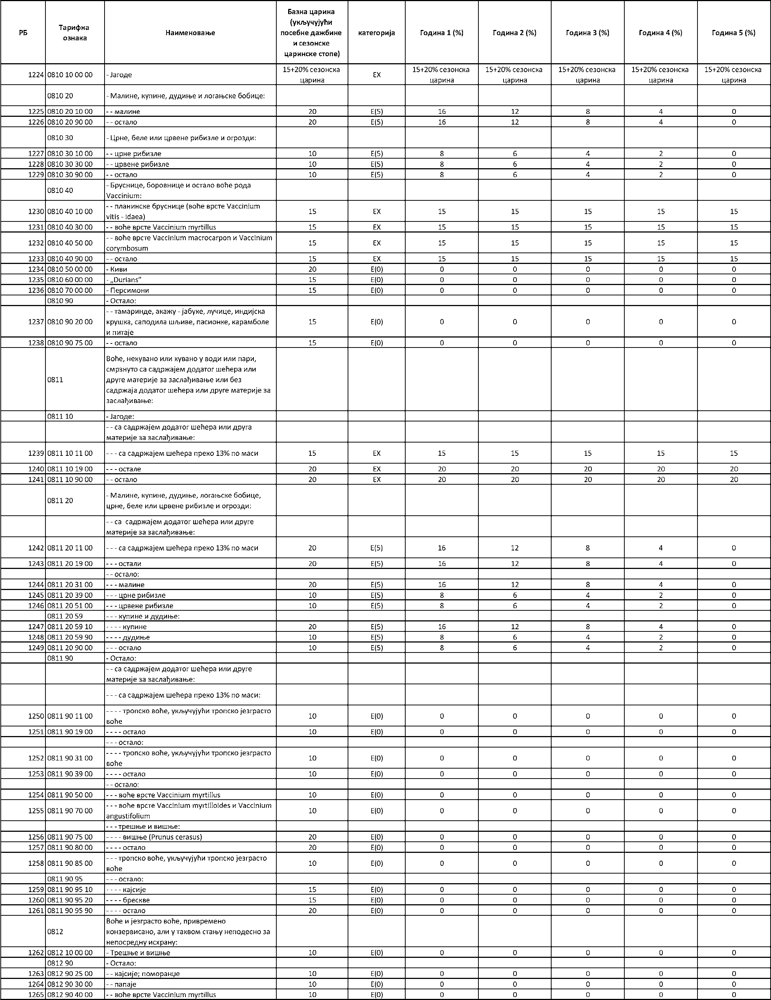 РБ Тарифна ознака Наименовање Базна царина (укључујући посебне дажбине и сезонске царинске стопе) категорија Година 1 (%) Година 2 (%) Година 3 (%) Година 4 (%) Година 5 (%)
1224 0810 10 00 00 - Јагоде 15+20% сезонска царина EX 15+20% сезонска царина 15+20% сезонска царина 15+20% сезонска царина 15+20% сезонска царина 15+20% сезонска царина
0810 20 - Малине, купине, дудиње и логањске бобице:
1225 0810 20 10 00 - - малине 20 E(5) 16 12 8 4 0
1226 0810 20 90 00 - - остало 20 E(5) 16 12 8 4 0
0810 30 - Црне, беле или црвене рибизле и огрозди:
1227 0810 30 10 00 - - црне рибизле 10 E(5) 8 6 4 2 0
1228 0810 30 30 00 - - црвене рибизле 10 E(5) 8 6 4 2 0
1229 0810 30 90 00 - - остало 10 E(5) 8 6 4 2 0
0810 40 - Бруснице, боровнице и остало воће рода
Vaccinium:
1230 0810 40 10 00 - - планинске бруснице (воће врсте Vaccinium
vitis - idaea) 15 EX 15 15 15 15 15
1231 0810 40 30 00 - - воће врсте Vaccinium myrtillus 15 EX 15 15 15 15 15
1232 0810 40 50 00 - - воће врсте Vaccinium macrocarpon и Vaccinium
corymbosum 15 EX 15 15 15 15 15
1233 0810 40 90 00 - - остало 15 EX 15 15 15 15 15
1234 0810 50 00 00 - Киви 20 E(0) 0 0 0 0 0
1235 0810 60 00 00 - „Durians” 15 E(0) 0 0 0 0 0
1236 0810 70 00 00 - Персимони 15 E(0) 0 0 0 0 0
0810 90 - Остало:
1237 0810 90 20 00 - - тамаринде, акажу - јабуке, лучице, индијска
крушка, саподила шљиве, пасионке, карамболе
и питаје 15 E(0) 0 0 0 0 0
1238 0810 90 75 00 - - остало 15 E(0) 0 0 0 0 0
0811 Воће, некувано или кувано у води или пари,
смрзнуто са садржајем додатог шећера или
друге материје за заслађивање или без
садржаја додатог шећера или друге материје за
заслађивање:
0811 10 - Јагоде:
- - са садржајем додатог шећера или друга
материје за заслађивање:
1239 0811 10 11 00 - - - са садржајем шећера преко 13% по маси 15 EX 15 15 15 15 15
1240 0811 10 19 00 - - - остале 20 EX 20 20 20 20 20
1241 0811 10 90 00 - - остало 20 EX 20 20 20 20 20
0811 20 - Малине, купине, дудиње, логањске бобице,
црне, беле или црвене рибизле и огрозди:
- - са садржајем додатог шећера или друге
материје за заслађивање:
1242 0811 20 11 00 - - - са садржајем шећера преко 13% по маси 20 E(5) 16 12 8 4 0
1243 0811 20 19 00 - - - остали 20 E(5) 16 12 8 4 0
- - остало:
1244 0811 20 31 00 - - - малине 20 E(5) 16 12 8 4 0
1245 0811 20 39 00 - - - црне рибизле 10 E(5) 8 6 4 2 0
1246 0811 20 51 00 - - - црвене рибизле 10 E(5) 8 6 4 2 0
0811 20 59 - - - купине и дудиње:
1247 0811 20 59 10 - - - - купине 20 E(5) 16 12 8 4 0
1248 0811 20 59 90 - - - - дудиње 10 E(5) 8 6 4 2 0
1249 0811 20 90 00 - - - остало 10 E(5) 8 6 4 2 0
0811 90 - Остало:
- - са садржајем додатог шећера или друге
материје за заслађивање:
- - - са садржајем шећера преко 13% по маси:
1250 0811 90 11 00 - - - - тропско воће, укључујући тропско језграсто
воће 10 E(0) 0 0 0 0 0
1251 0811 90 19 00 - - - - остало 10 E(0) 0 0 0 0 0
- - - остало:
1252 0811 90 31 00 - - - - тропско воће, укључујући тропско језграсто
воће 10 E(0) 0 0 0 0 0
1253 0811 90 39 00 - - - - остало 10 E(0) 0 0 0 0 0
- - остало:
1254 0811 90 50 00 - - - воће врсте Vaccinium myrtillus 10 E(0) 0 0 0 0 0
1255 0811 90 70 00 - - - воће врсте Vaccinium myrtilloides и Vaccinium
angustifolium 10 E(0) 0 0 0 0 0
- - - трешње и вишње:
1256 0811 90 75 00 - - - - вишње (Prunus cerasus) 20 E(0) 0 0 0 0 0
1257 0811 90 80 00 - - - - остало 20 E(0) 0 0 0 0 0
1258 0811 90 85 00 - - - тропско воће, укључујући тропско језграсто
воће 10 E(0) 0 0 0 0 0
0811 90 95 - - - остало:
1259 0811 90 95 10 - - - - кајсије 15 E(0) 0 0 0 0 0
1260 0811 90 95 20 - - - - брескве 15 E(0) 0 0 0 0 0
1261 0811 90 95 90 - - - - остало 20 E(0) 0 0 0 0 0
0812 Воће и језграсто воће, привремено
конзервисано, али у таквом стању неподесно за
непосредну исхрану:
1262 0812 10 00 00 - Трешње и вишње 10 E(0) 0 0 0 0 0
0812 90 - Остало:
1263 0812 90 25 00 - - кајсије; поморанџе 10 E(0) 0 0 0 0 0
1264 0812 90 30 00 - - папаје 10 E(0) 0 0 0 0 0
1265 0812 90 40 00 - - воће врсте Vaccinium myrtillus 10 E(0) 0 0 0 0 0